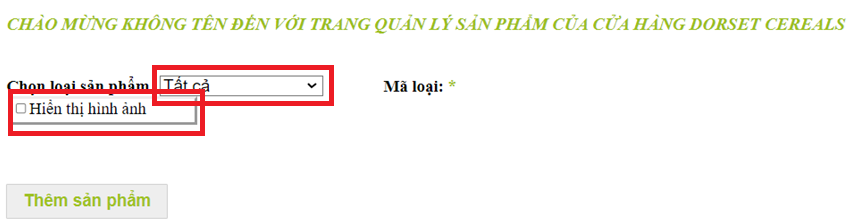 CHÀO MỪNG KHÔNG TÊN ĐẾN VỚI TRANG QUẢN LÝ SẢN PHẨM CỦA CỬA HÀNG DORSET CEREALS
Chọn loại sản phẩm Tất cả Mã loại: *
Hiển thị hình ảnh
Thêm sản phẩm